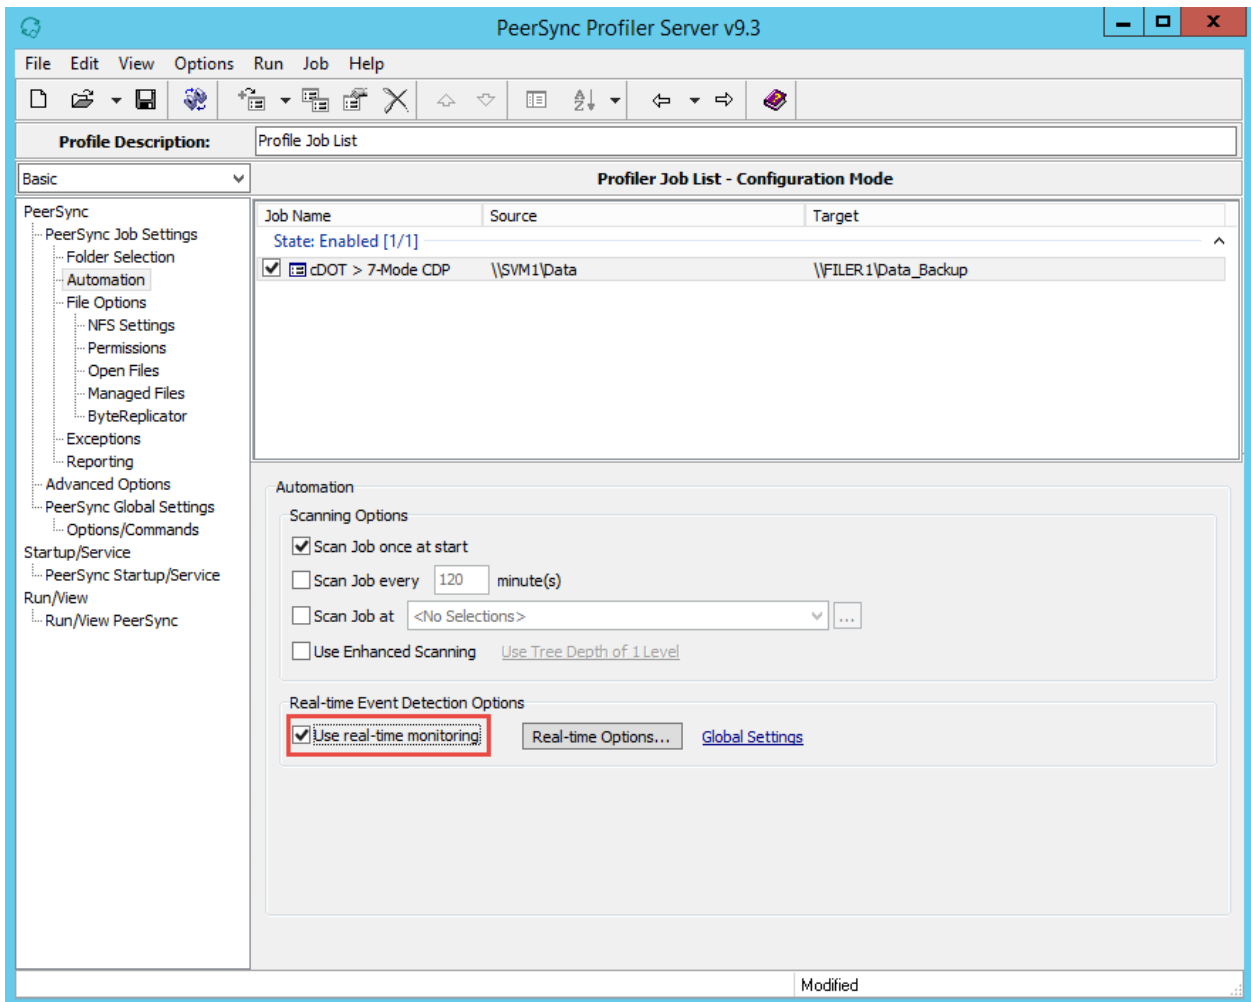 PeerSync Profiler Server v9.3
File Edit View Options Run Job Help
Profile Description: Profile Job List
Basic
Profiler Job List - Configuration Mode
PeerSync
PeerSync Job Settings
Folder Selection
Automation
File Options
NFS Settings
Permissions
Open Files
Managed Files
ByteReplicator
Exceptions
Reporting
Advanced Options
PeerSync Global Settings
Options/Commands
Startup/Service
PeerSync Startup/Service
Run/View
Run/View PeerSync
Job Name Source Target
State: Enabled [1/1]
cDOT > 7-Mode CDP \\SVM1\Data \\FILER1\Data_Backup
Automation
Scanning Options
Scan Job once at start
Scan Job every 120 minute(s)
Scan Job at <No Selections> ...
Use Enhanced Scanning Use Tree Depth of 1 Level
Real-time Event Detection Options
Use real-time monitoring Real-time Options... Global Settings
Modified